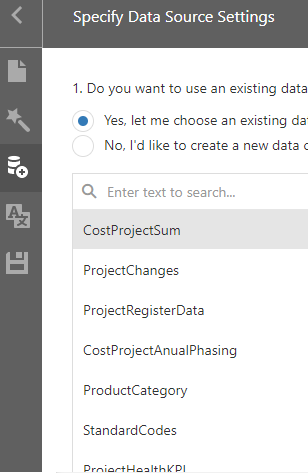 Specify Data Source Settings
1. Do you want to use an existing data
Yes, let me choose an existing da
No, I'd like to create a new data
Enter text to search...
CostProjectSum
ProjectChanges
ProjectRegisterData
CostProjectAnualPhasing
ProductCategory
StandardCodes
ProjectHealthKPI